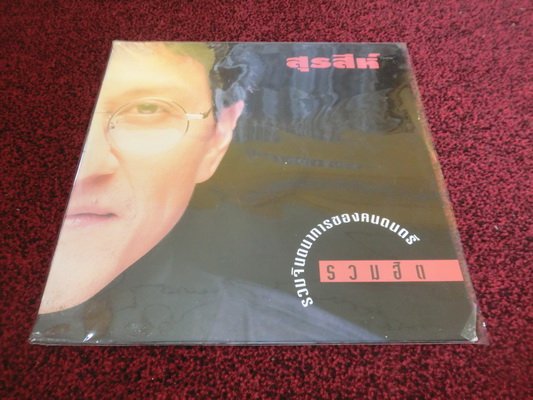 สุรสีห์
รวมจินตนาการของคนดนตรี
รวมฮิต